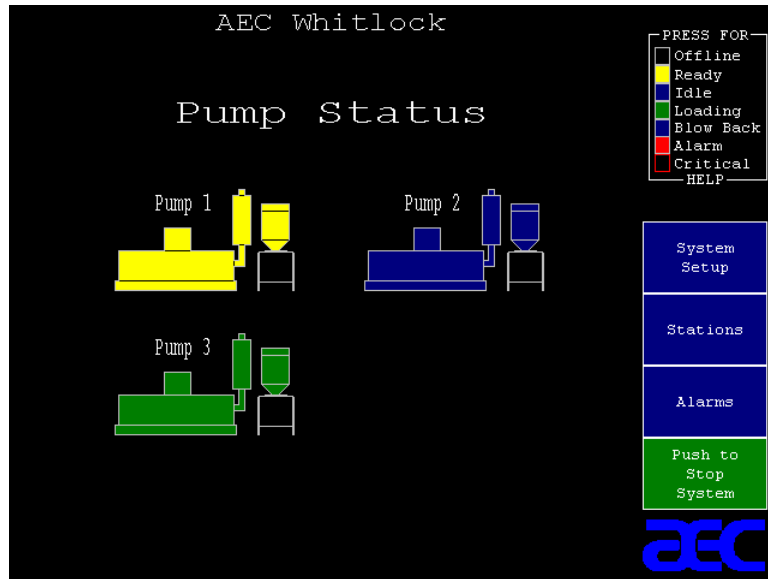 AEC Whitlock
PRESS FOR
Offline
Ready
Idle
Loading
Blow Back
Alarm
Critical
HELP
Pump Status
Pump 1
Pump 2
Pump 3
System
Setup
Stations
Alarms
Push to
Stop
System
AEC